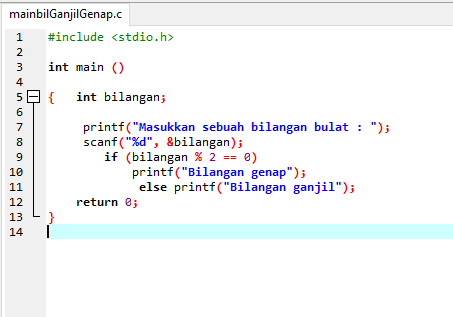 mainbilGanjilGenap.c
1 #include <stdio.h>
2
3 int main ()
4
5 { int bilangan;
6
7 printf("Masukkan sebuah bilangan bulat : ");
8 scanf("%d", &bilangan);
9 if (bilangan % 2 == 0)
10 printf("Bilangan genap");
11 else printf("Bilangan ganjil");
12 return 0;
13 }
14